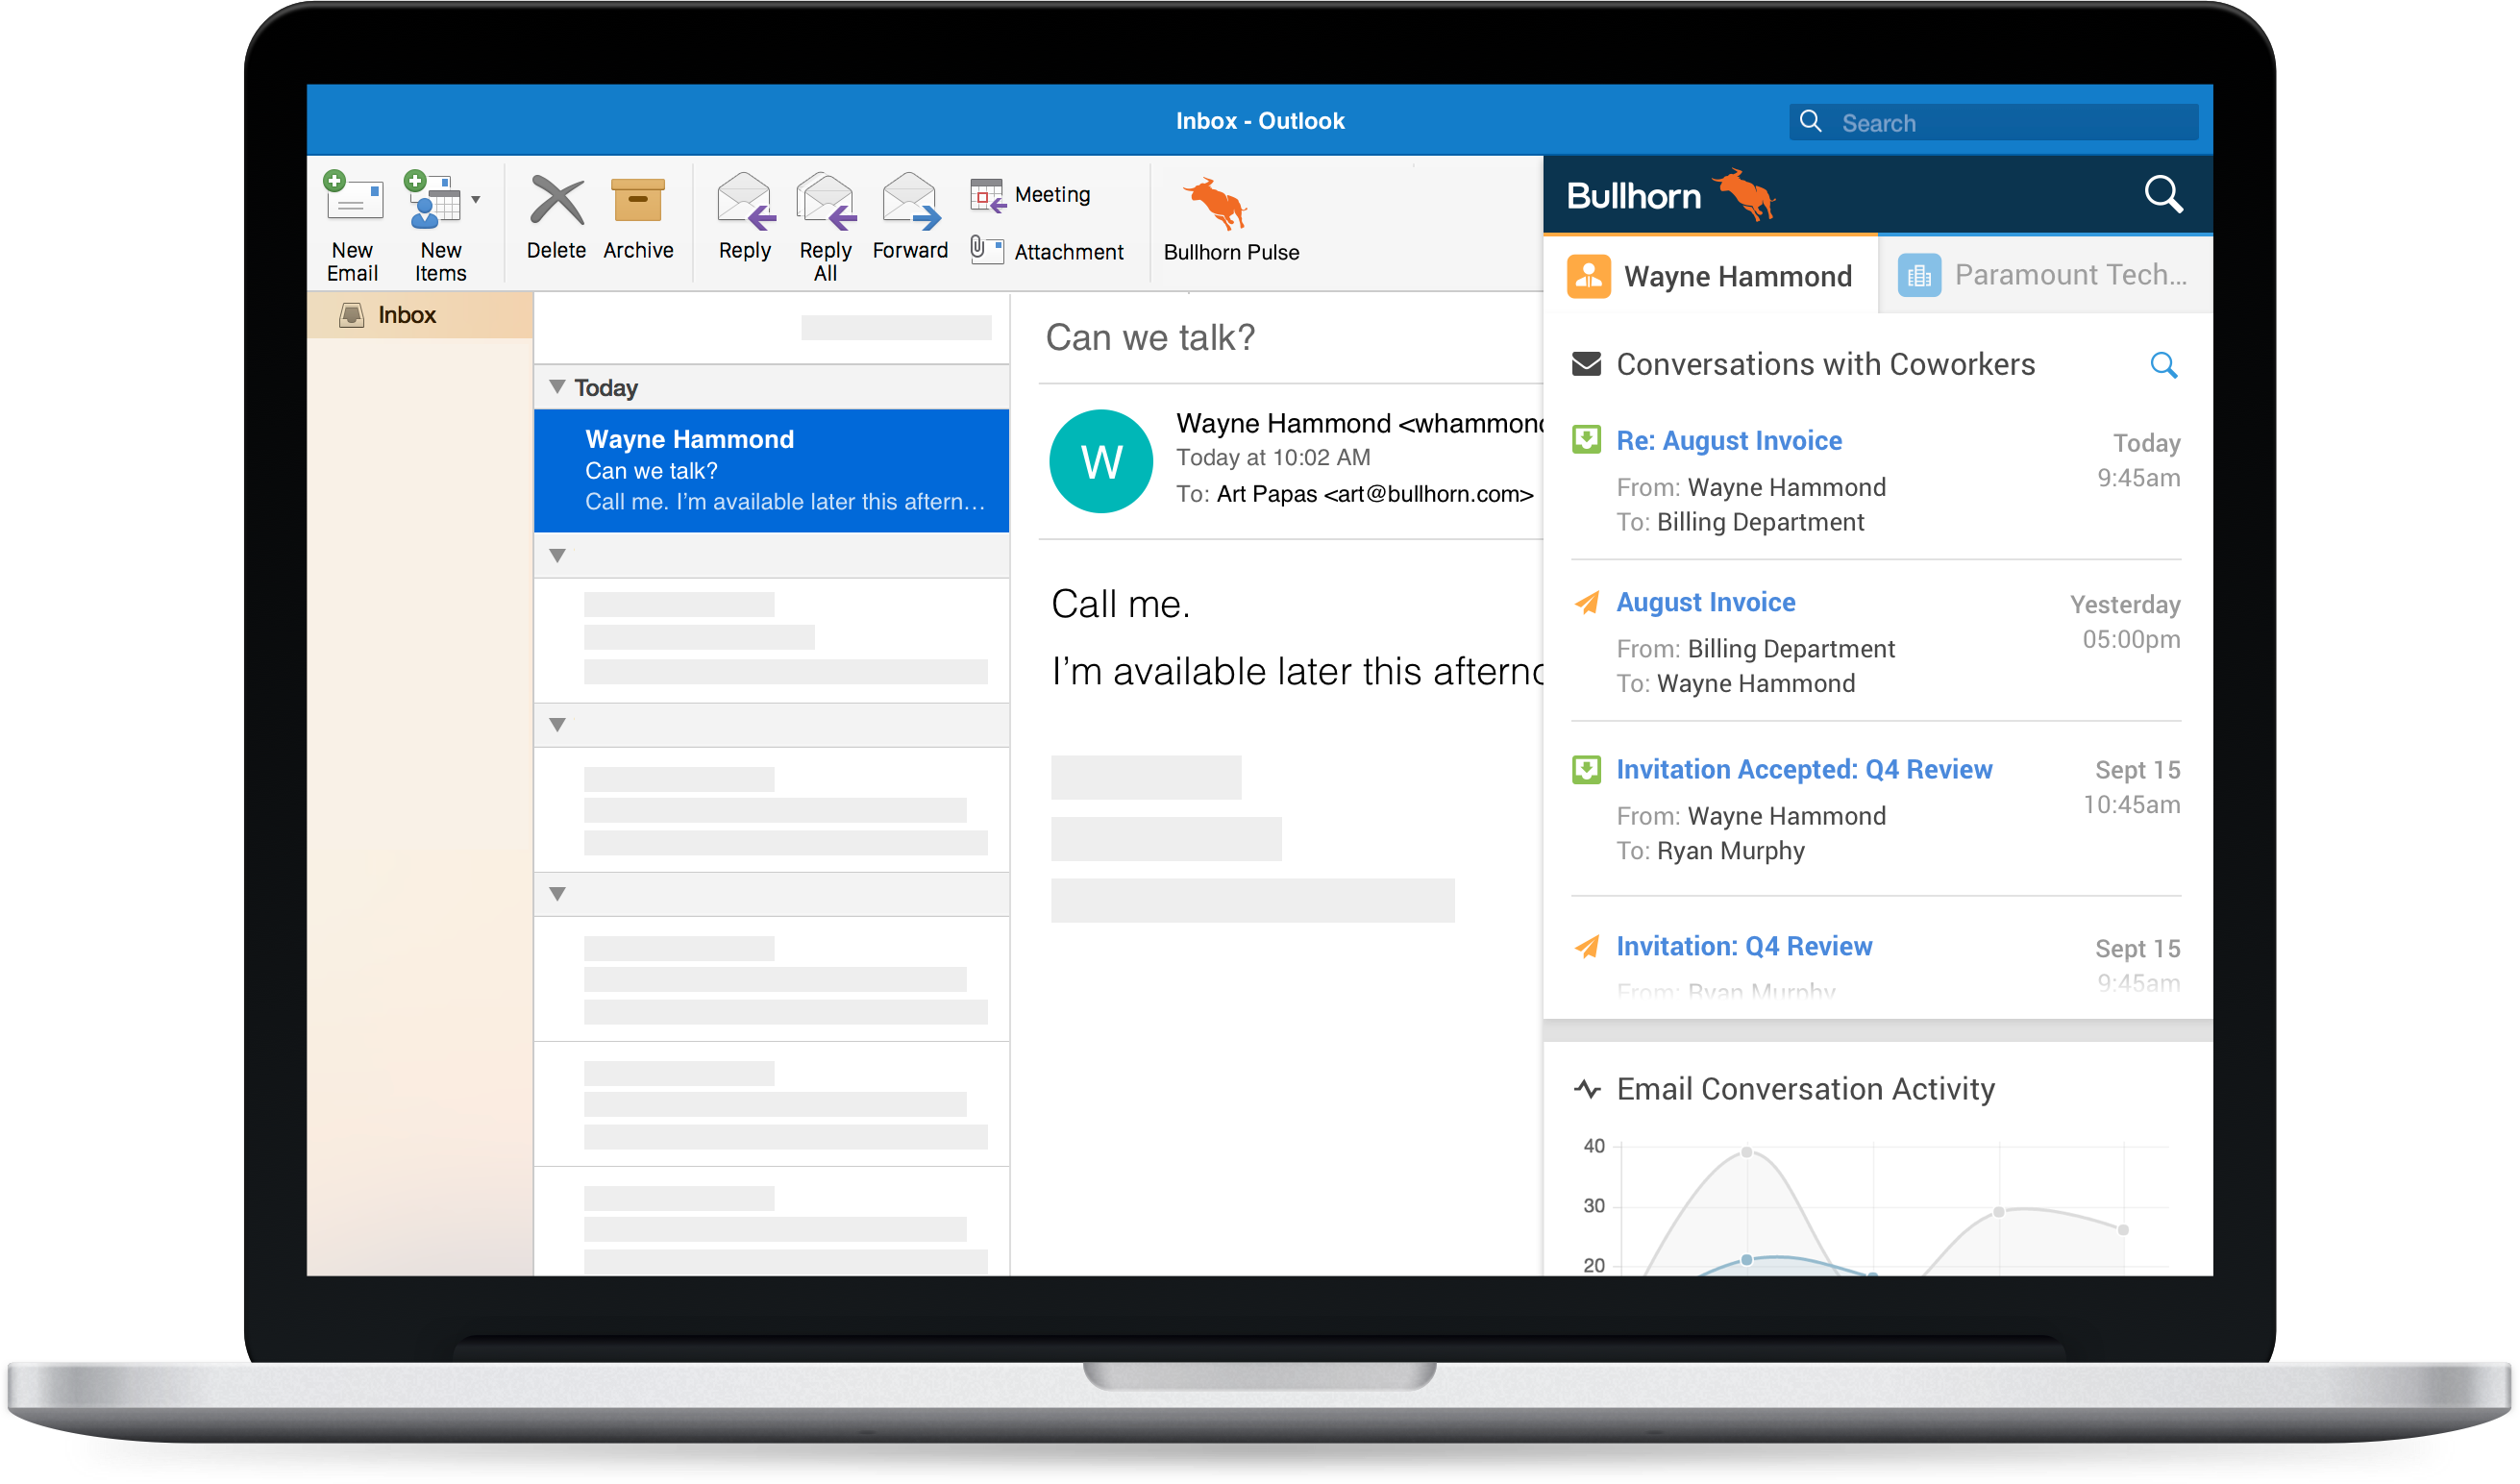 Inbox - Outlook
Search
New
Email
New
Items
Delete
Archive
Reply
Reply
All
Forward
Meeting
Attachment
Bullhorn Pulse
Inbox
Today
Wayne Hammond
Can we talk?
Call me. I’m available later this aftern…
Can we talk?
W
Wayne Hammond <whammond
Today at 10:02 AM
To: Art Papas <art@bullhorn.com>
Call me.
I’m available later this afterno
Bullhorn
Wayne Hammond
Paramount Tech...
Conversations with Coworkers
Re: August Invoice
Today
9:45am
From: Wayne Hammond
To: Billing Department
August Invoice
Yesterday
05:00pm
From: Billing Department
To: Wayne Hammond
Invitation Accepted: Q4 Review
Sept 15
10:45am
From: Wayne Hammond
To: Ryan Murphy
Invitation: Q4 Review
Sept 15
9:45am
From: Ryan Murphy
Email Conversation Activity
40
30
20